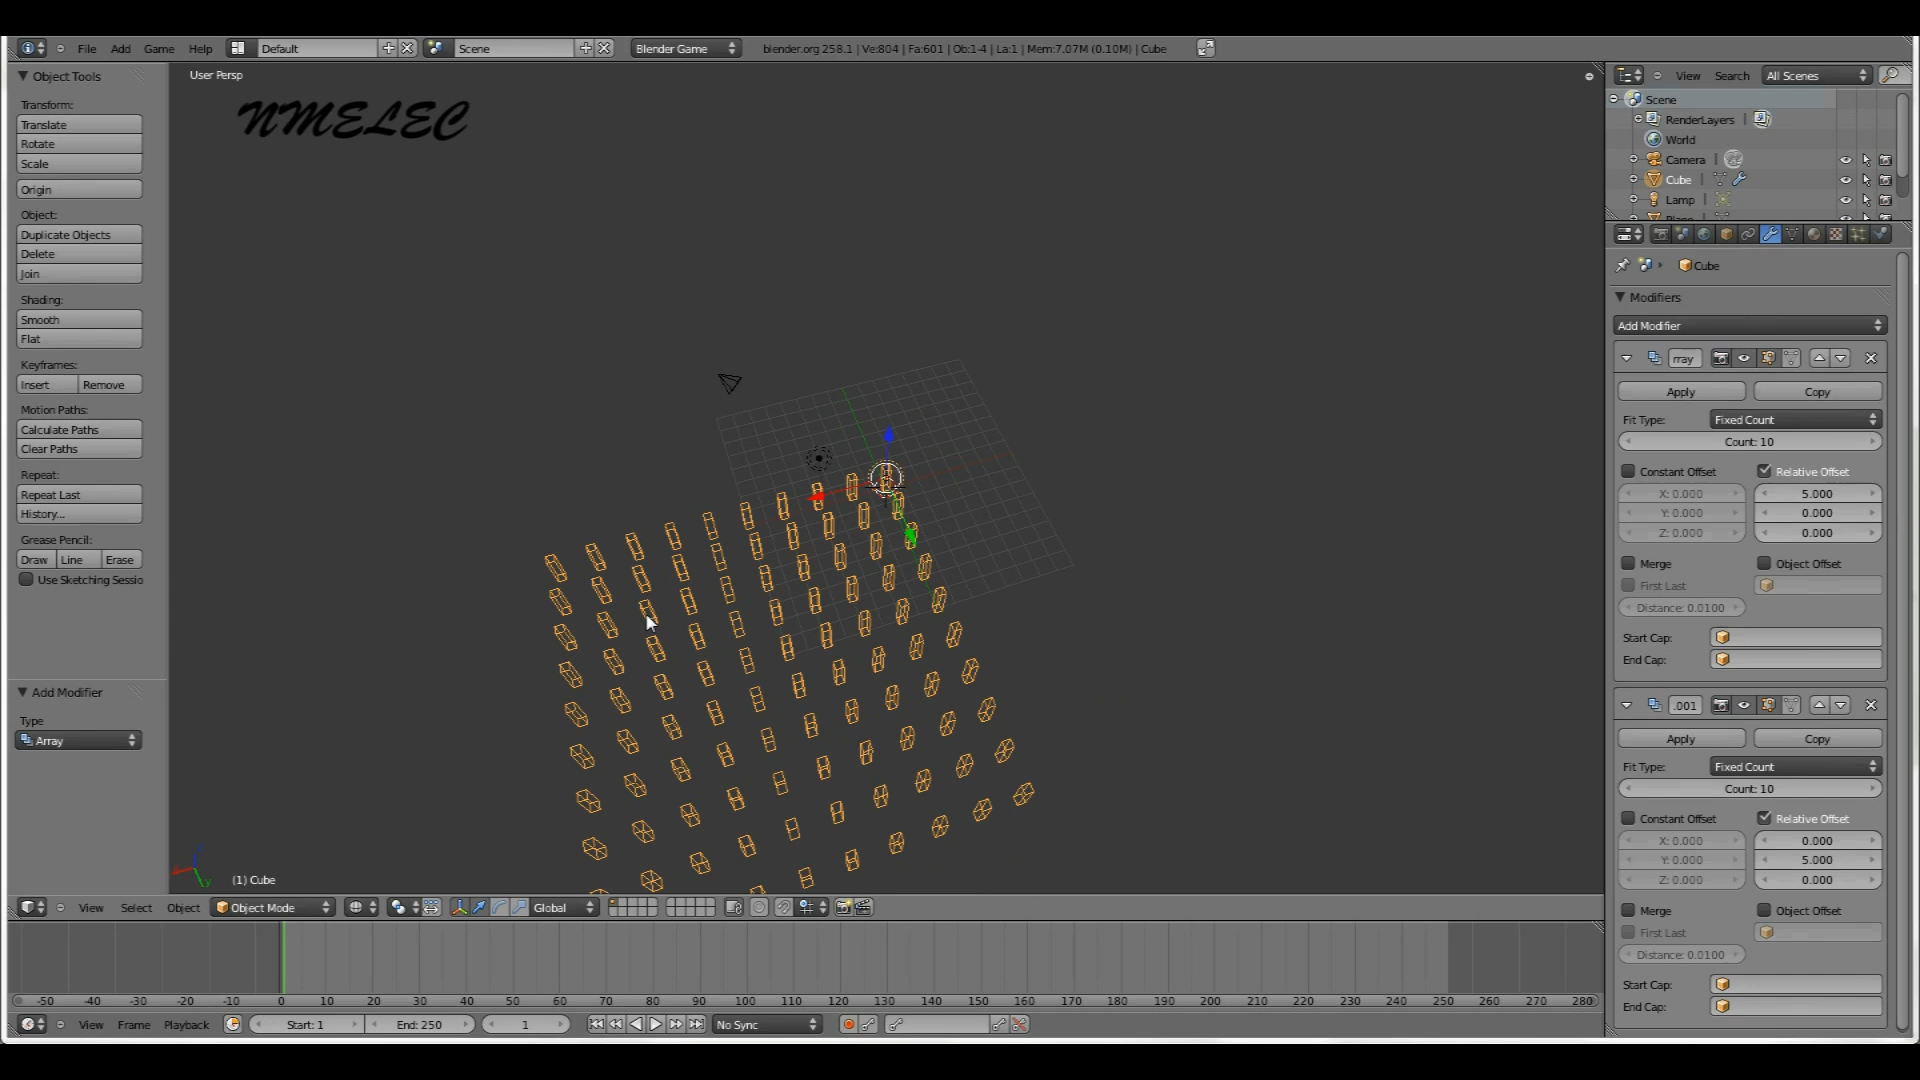 File Add Game Help Default Scene Blender Game blender.org 258.1 | Ve:804 | Fa:601 | Ob:1-4 | La:1 | Mem:7.07M (0.10M) | Cube
Object Tools
Transform:
Translate
Rotate
Scale
Origin
Object:
Duplicate Objects
Delete
Join
Shading:
Smooth
Flat
Keyframes:
Insert Remove
Motion Paths:
Calculate Paths
Clear Paths
Repeat:
Repeat Last
History...
Grease Pencil:
Draw Line Erase
Use Sketching Sessio
Add Modifier
Type
Array
User Persp
NMELEC
(1) Cube
View Select Object Object Mode Global
-50 -40 -30 -20 -10 0 10 20 30 40 50 60 70 80 90 100 110 120 130 140 150 160 170 180 190 200 210 220 230 240 250 260 270 280
View Frame Playback Start: 1 End: 250 1 No Sync
View Search All Scenes
Scene
RenderLayers
World
Camera
Cube
Lamp
Plane
Cube
Modifiers
Add Modifier
rray
Apply Copy
Fit Type: Fixed Count
Count: 10
Constant Offset Relative Offset
X: 0.000 5.000
Y: 0.000 0.000
Z: 0.000 0.000
Merge Object Offset
First Last
Distance: 0.0100
Start Cap:
End Cap:
.001
Apply Copy
Fit Type: Fixed Count
Count: 10
Constant Offset Relative Offset
X: 0.000 0.000
Y: 0.000 5.000
Z: 0.000 0.000
Merge Object Offset
First Last
Distance: 0.0100
Start Cap:
End Cap: